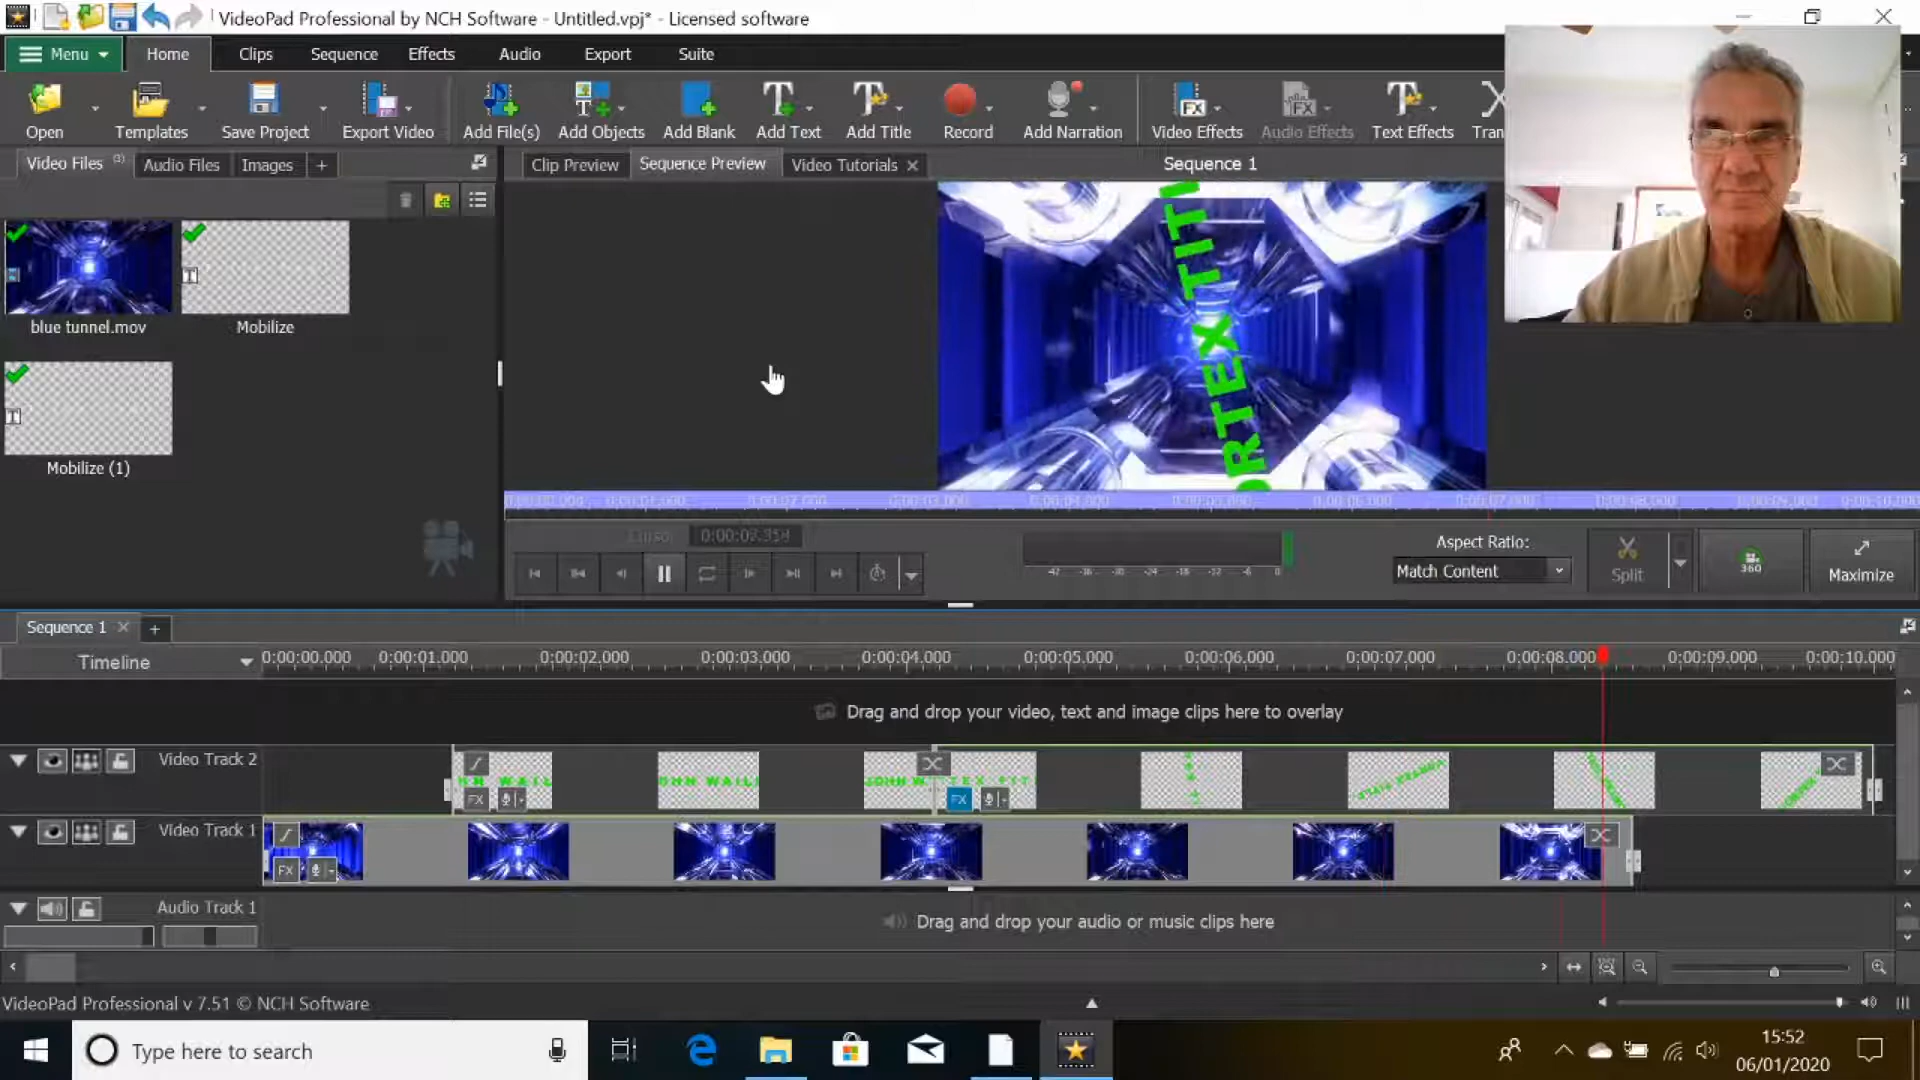 VideoPad Professional by NCH Software - Untitled.vpj* - Licensed software
Menu Home Clips Sequence Effects Audio Export Suite
Open Templates Save Project Export Video Add File(s) Add Objects Add Blank Add Text Add Title Record Add Narration Video Effects Audio Effects Text Effects Tran
Video Files Audio Files Images +
Clip Preview Sequence Preview Video Tutorials Sequence 1
blue tunnel.mov
Mobilize
Mobilize (1)
ORTEX TIT
Aspect Ratio:
Match Content
Split
360
Maximize
Sequence 1
Timeline
0:00:00.000 0:00:01.000 0:00:02.000 0:00:03.000 0:00:04.000 0:00:05.000 0:00:06.000 0:00:07.000 0:00:08.000 0:00:09.000 0:00:10.000
Drag and drop your video, text and image clips here to overlay
Video Track 2
FX FX
Video Track 1
FX
Audio Track 1
Drag and drop your audio or music clips here
VideoPad Professional v 7.51 © NCH Software
Type here to search
15:52
06/01/2020